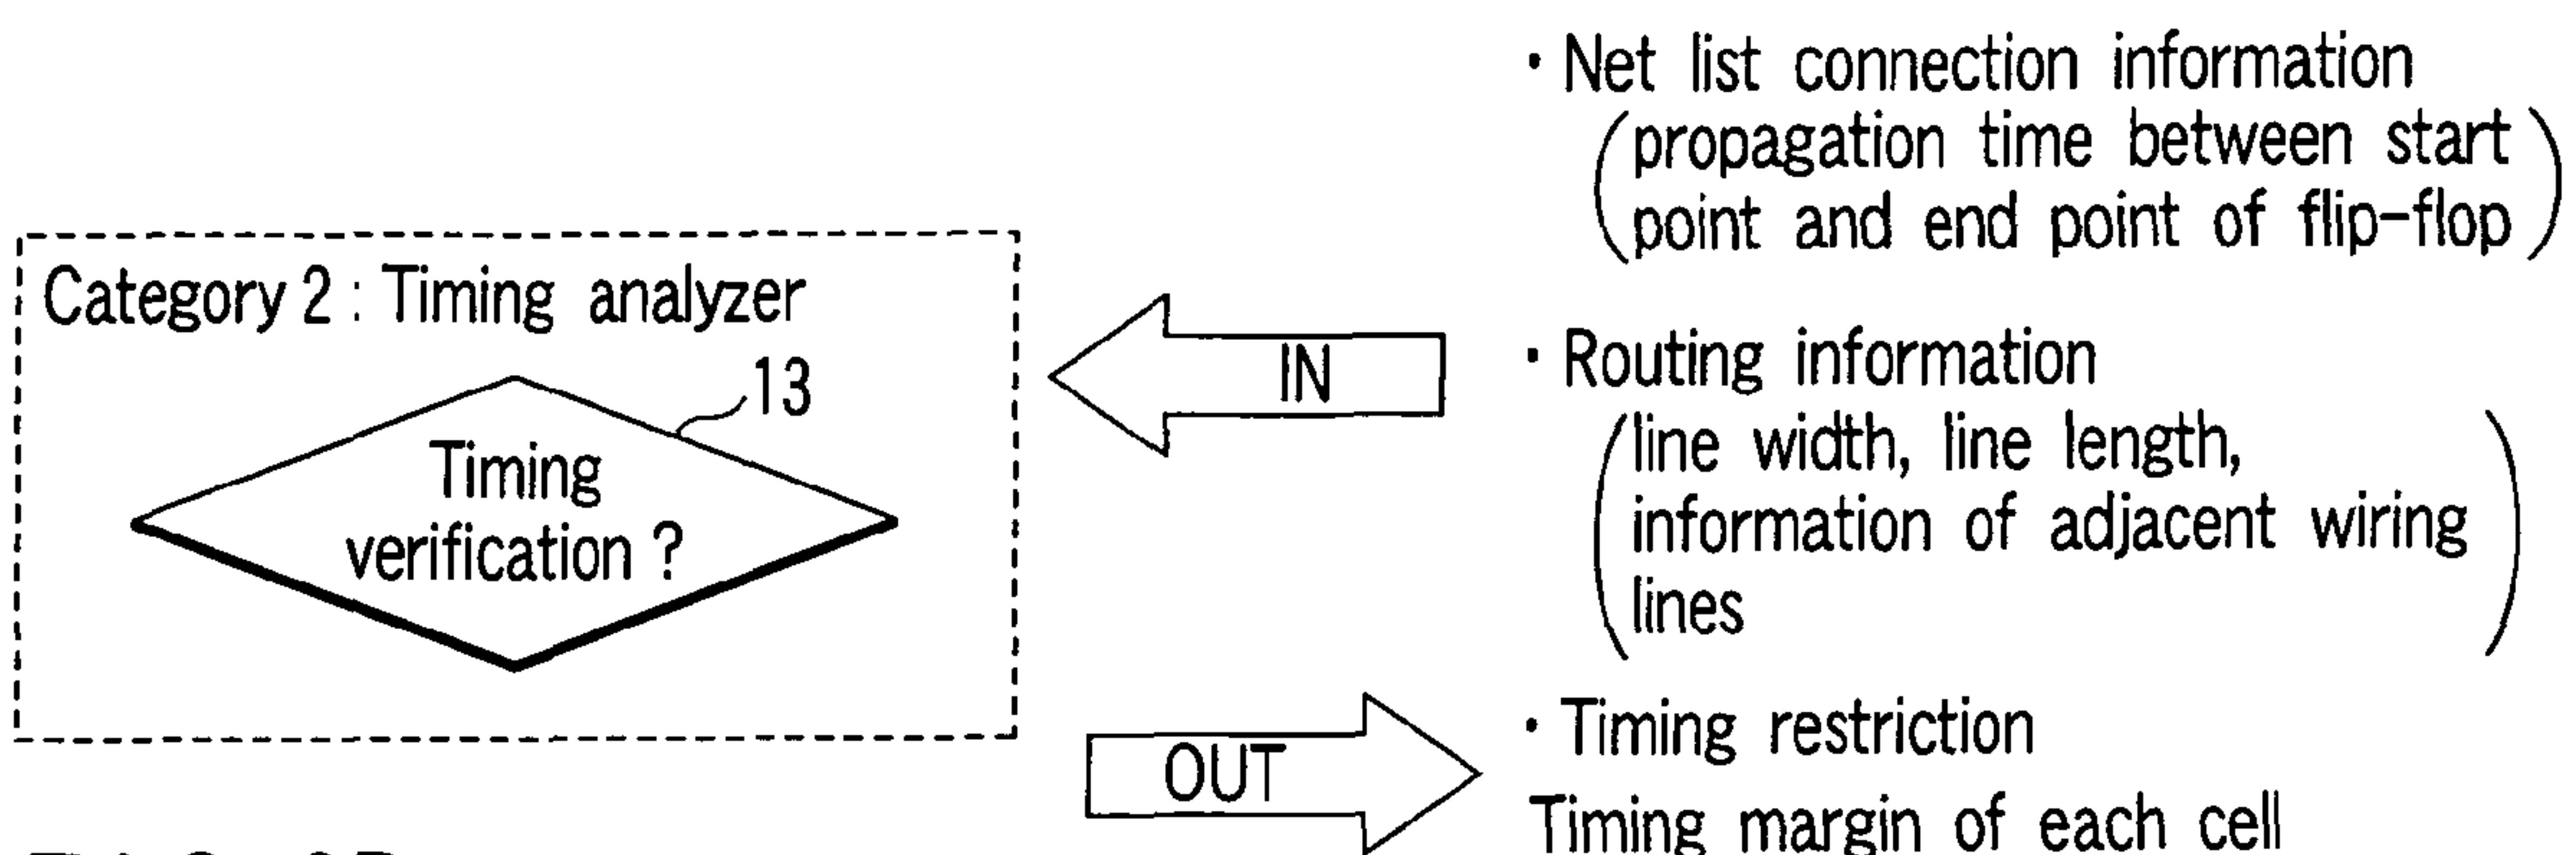 · Net list connection information
(propagation time between start
point and end point of flip-flop)
Category 2 : Timing analyzer
13
Timing
verification ?
IN
· Routing information
(line width, line length,
information of adjacent wiring
lines)
OUT
· Timing restriction
Timing margin of each cell